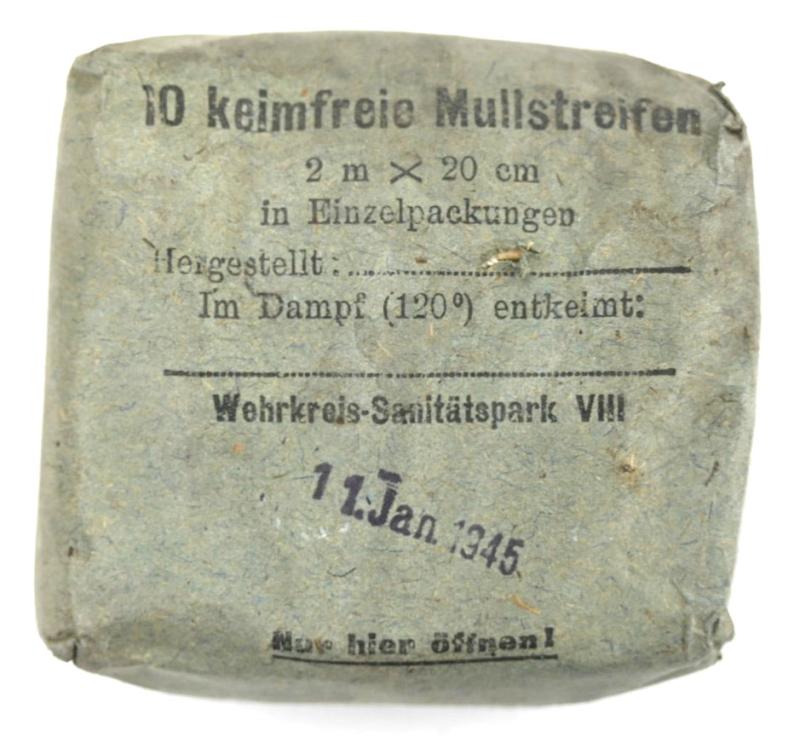 10 keimfreie Mullstreifen
2 m × 20 cm
in Einzelpackungen
Hergestellt:
Im Dampf (120°) entkeimt:
Wehrkreis-Sanitätspark VIII
11. Jan. 1945
Nur hier öffnen!